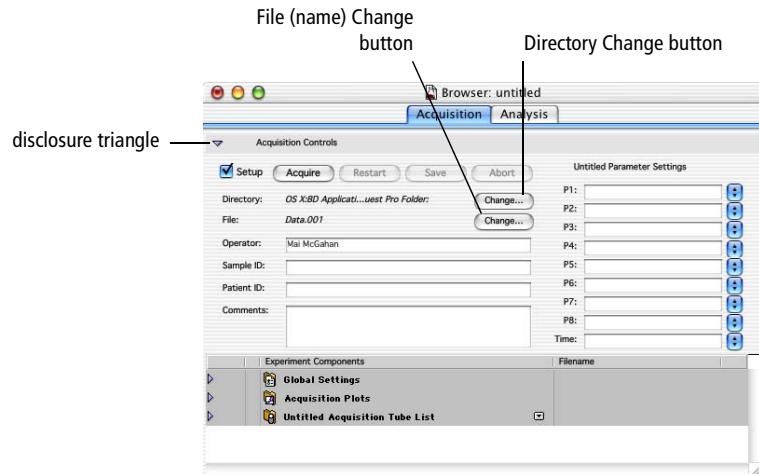 File (name) Change
button
Directory Change button
Browser: untitled
Acquisition Analysis
disclosure triangle
Acquisition Controls
Setup Acquire Restart Save Abort
Untitled Parameter Settings
Directory: OS X:BD Applicati...uest Pro Folder: Change...
File: Data.001 Change...
Operator: Mai McGahan
Sample ID:
Patient ID:
Comments:
P1:
P2:
P3:
P4:
P5:
P6:
P7:
P8:
Time:
Experiment Components Filename
Global Settings
Acquisition Plots
Untitled Acquisition Tube List